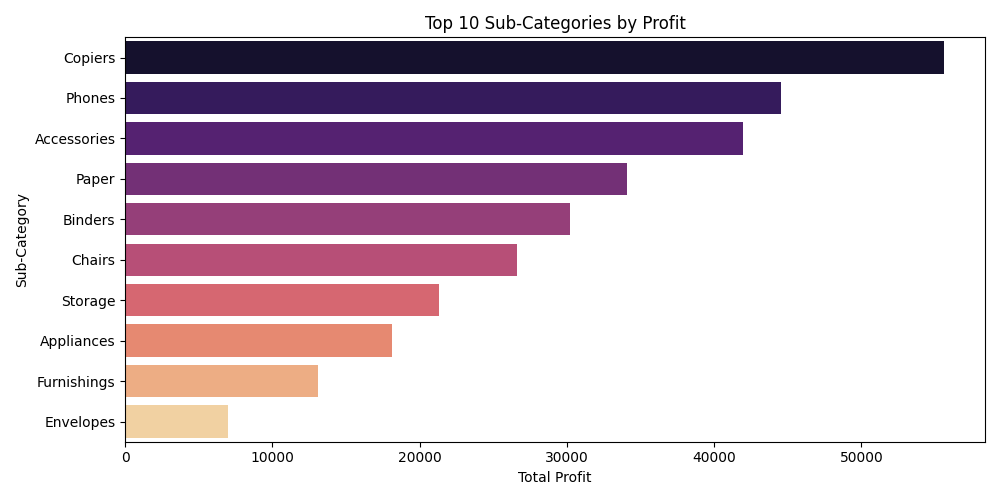 Top 10 Sub-Categories by Profit
Sub-Category
Copiers
Phones
Accessories
Paper
Binders
Chairs
Storage
Appliances
Furnishings
Envelopes
0 10000 20000 30000 40000 50000
Total Profit